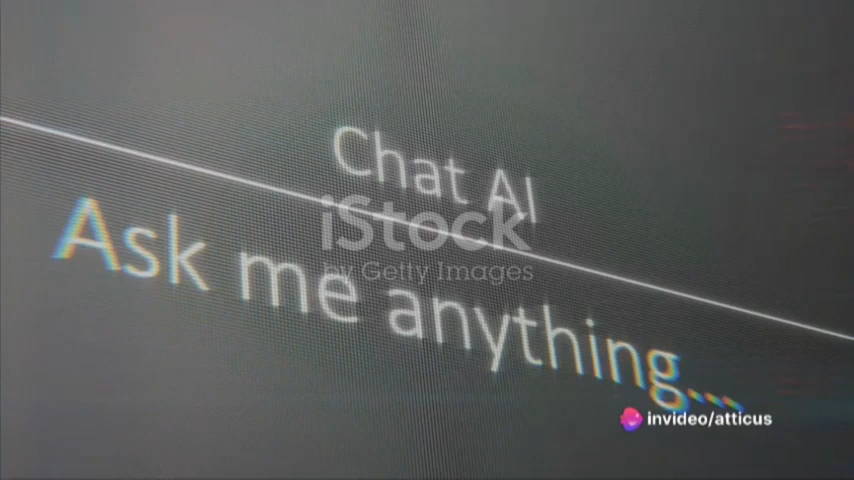 Chat AI
iStock
by Getty Images
Ask me anything...
invideo/atticus